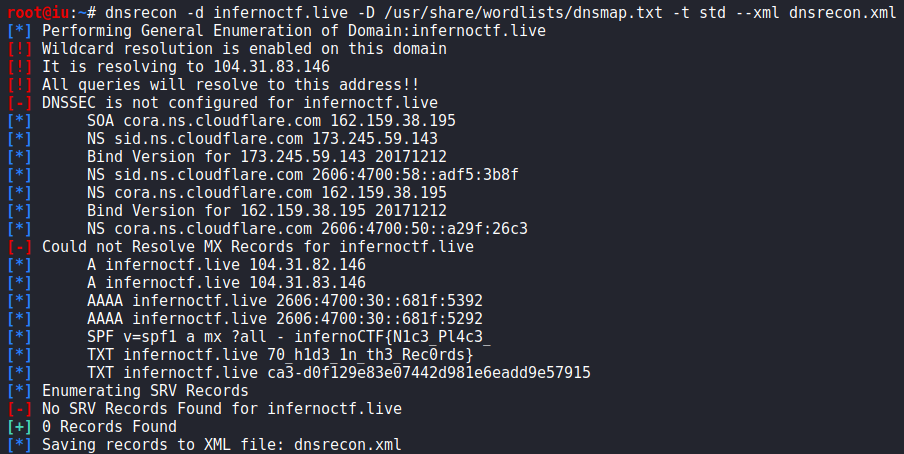 root@iu:~# dnsrecon -d infernoctf.live -D /usr/share/wordlists/dnsmap.txt -t std --xml dnsrecon.xml
[*] Performing General Enumeration of Domain:infernoctf.live
[!] Wildcard resolution is enabled on this domain
[!] It is resolving to 104.31.83.146
[!] All queries will resolve to this address!!
[-] DNSSEC is not configured for infernoctf.live
[*] SOA cora.ns.cloudflare.com 162.159.38.195
[*] NS sid.ns.cloudflare.com 173.245.59.143
[*] Bind Version for 173.245.59.143 20171212
[*] NS sid.ns.cloudflare.com 2606:4700:58::adf5:3b8f
[*] NS cora.ns.cloudflare.com 162.159.38.195
[*] Bind Version for 162.159.38.195 20171212
[*] NS cora.ns.cloudflare.com 2606:4700:50::a29f:26c3
[-] Could not Resolve MX Records for infernoctf.live
[*] A infernoctf.live 104.31.82.146
[*] A infernoctf.live 104.31.83.146
[*] AAAA infernoctf.live 2606:4700:30::681f:5392
[*] AAAA infernoctf.live 2606:4700:30::681f:5292
[*] SPF v=spf1 a mx ?all - infernoCTF{N1c3_Pl4c3_
[*] TXT infernoctf.live 70_h1d3_1n_th3_Rec0rds}
[*] TXT infernoctf.live ca3-d0f129e83e07442d981e6eadd9e57915
[*] Enumerating SRV Records
[-] No SRV Records Found for infernoctf.live
[+] 0 Records Found
[*] Saving records to XML file: dnsrecon.xml